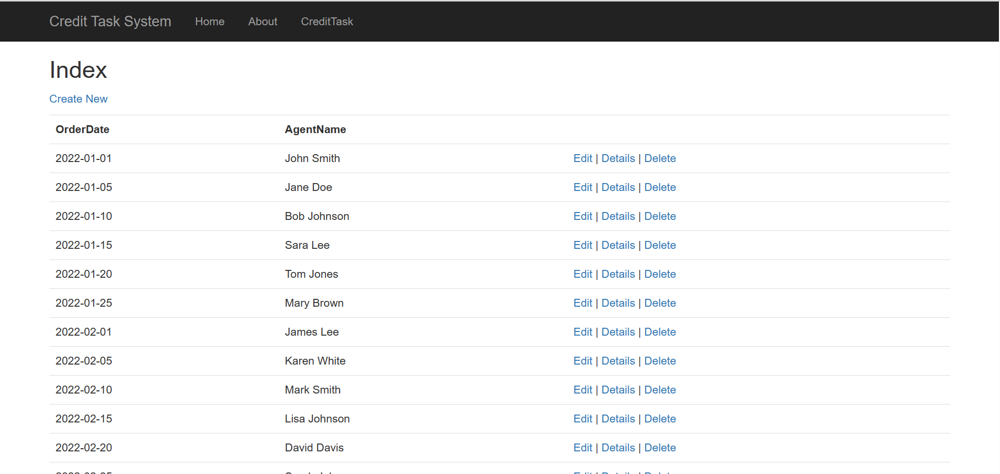 Credit Task System Home About CreditTask
Index
Create New
OrderDate AgentName
2022-01-01 John Smith Edit | Details | Delete
2022-01-05 Jane Doe Edit | Details | Delete
2022-01-10 Bob Johnson Edit | Details | Delete
2022-01-15 Sara Lee Edit | Details | Delete
2022-01-20 Tom Jones Edit | Details | Delete
2022-01-25 Mary Brown Edit | Details | Delete
2022-02-01 James Lee Edit | Details | Delete
2022-02-05 Karen White Edit | Details | Delete
2022-02-10 Mark Smith Edit | Details | Delete
2022-02-15 Lisa Johnson Edit | Details | Delete
2022-02-20 David Davis Edit | Details | Delete